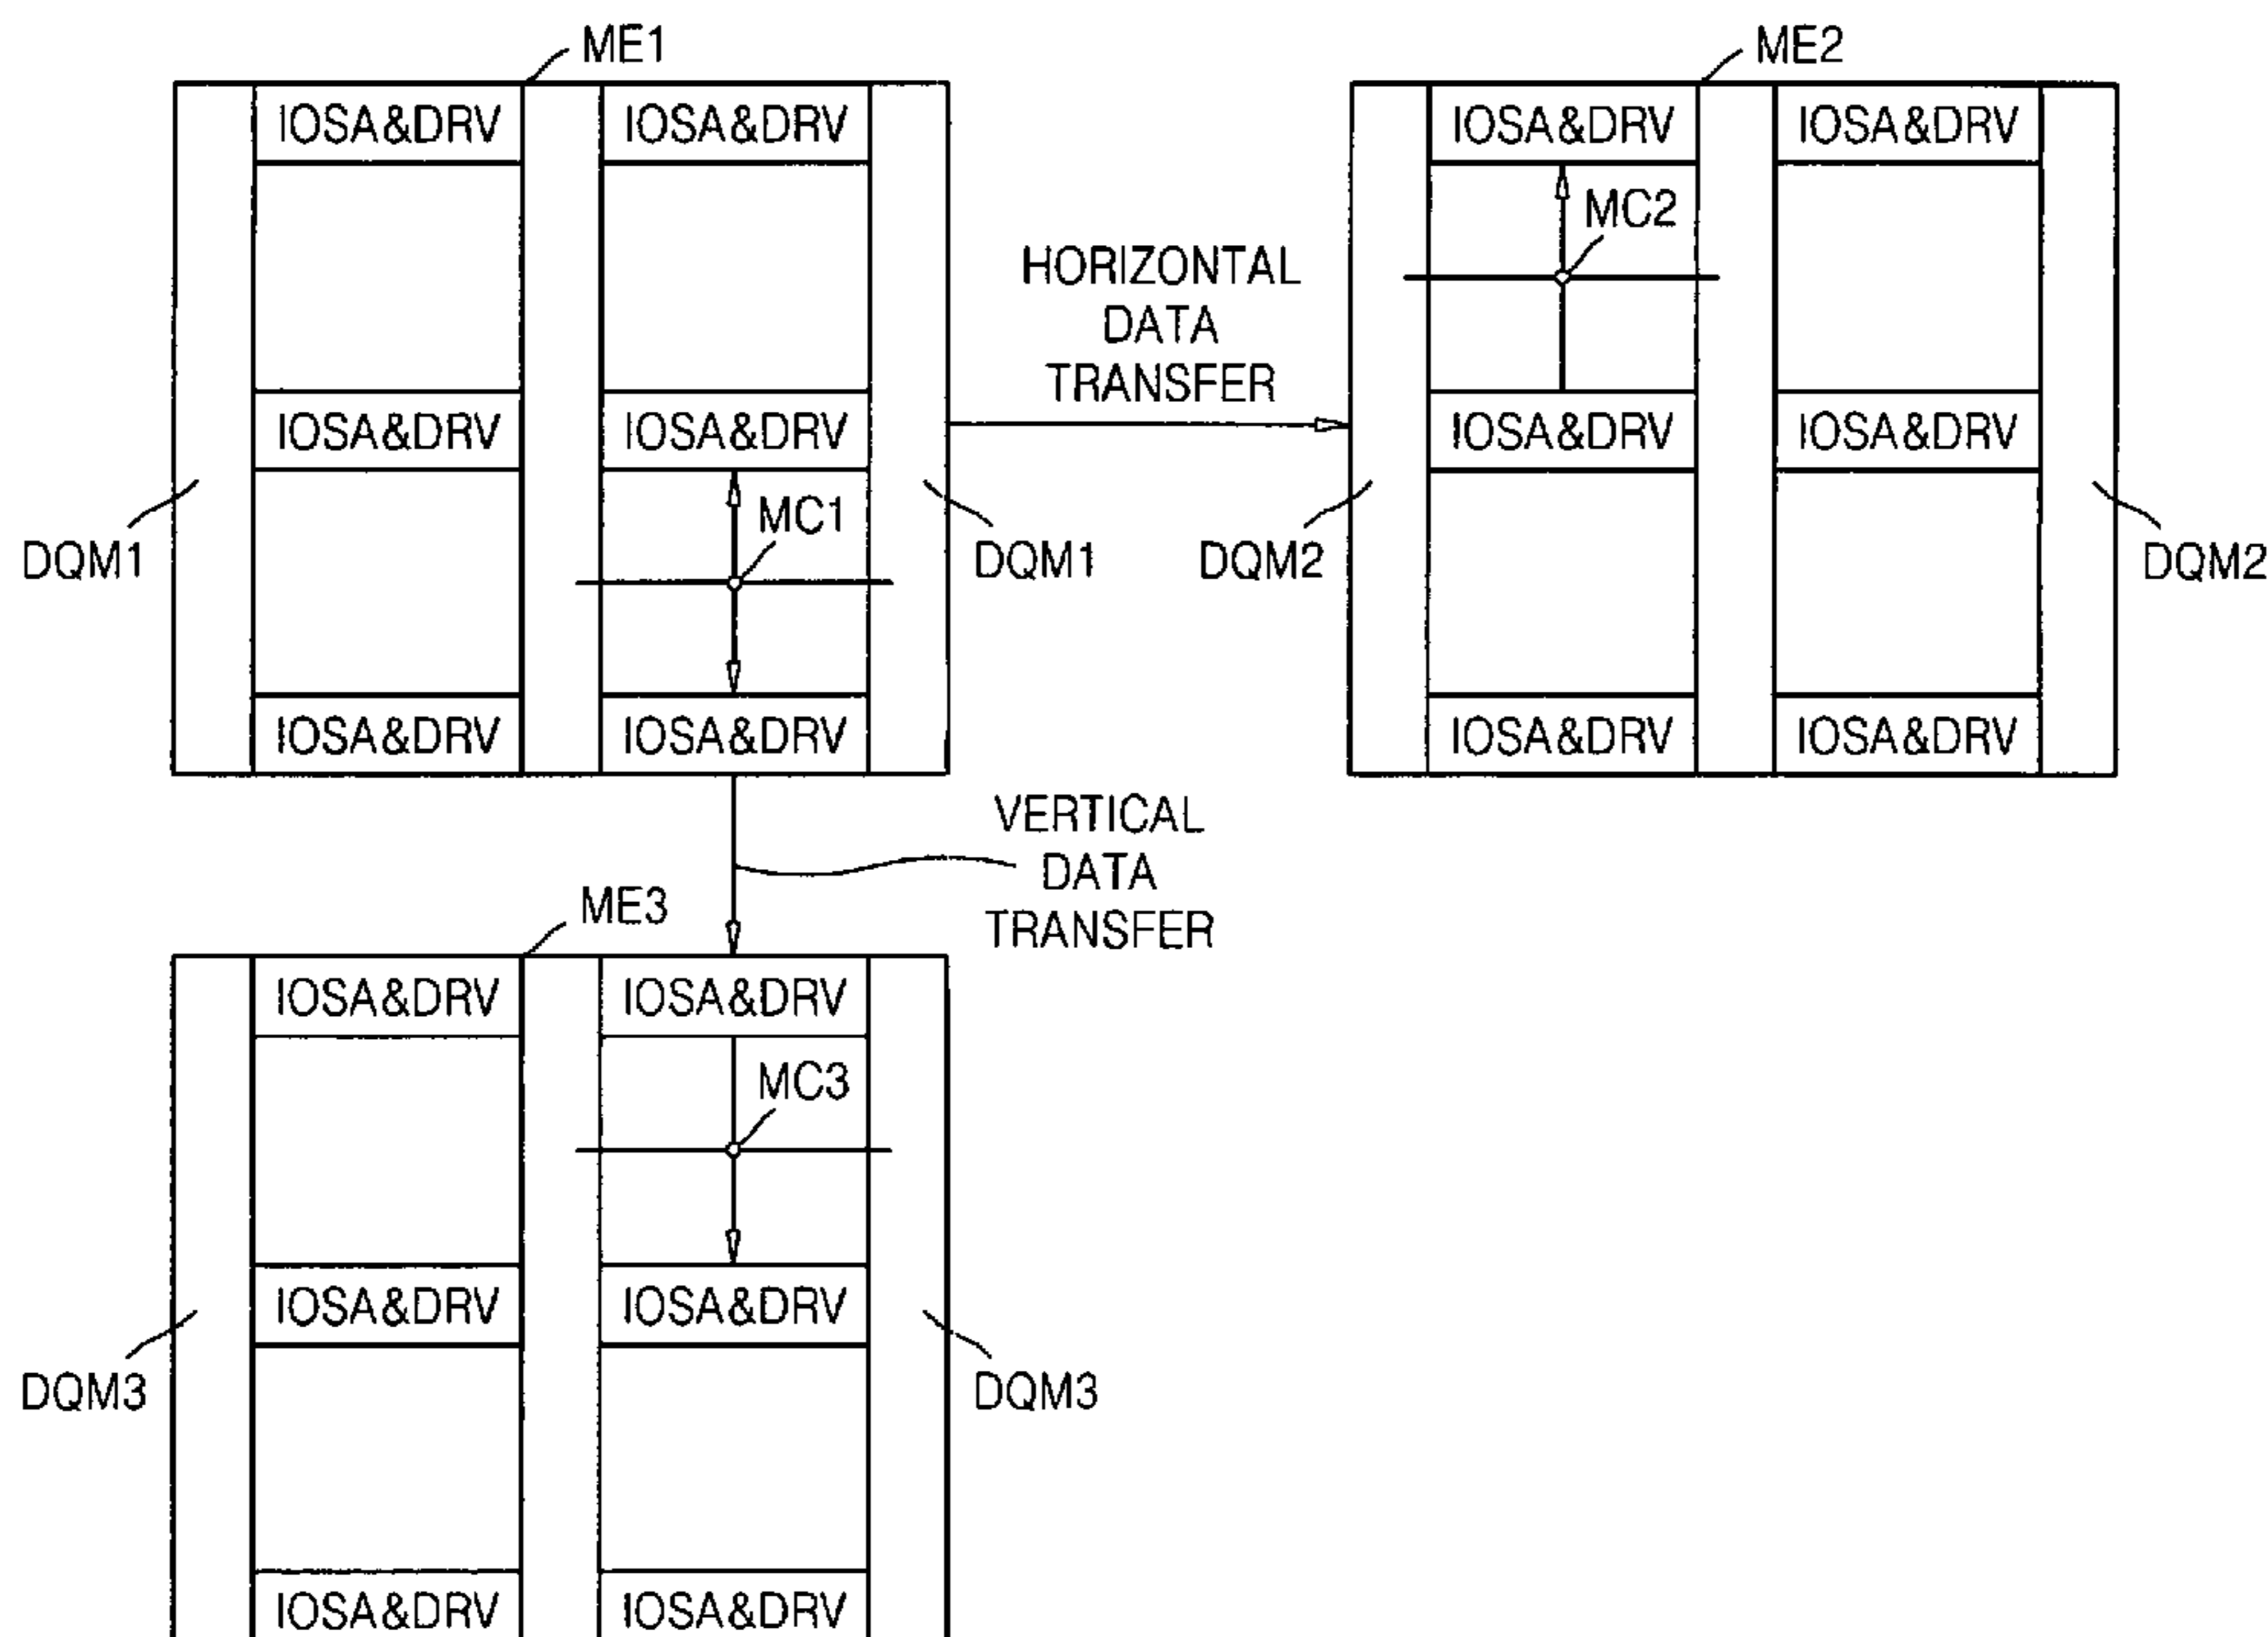 ME1
ME2
IOSA&DRV IOSA&DRV IOSA&DRV IOSA&DRV
MC2
HORIZONTAL
DATA
TRANSFER
IOSA&DRV IOSA&DRV IOSA&DRV IOSA&DRV
MC1
DQM1 DQM1 DQM2 DQM2
IOSA&DRV IOSA&DRV IOSA&DRV IOSA&DRV
VERTICAL
DATA
TRANSFER
ME3
IOSA&DRV IOSA&DRV
MC3
IOSA&DRV IOSA&DRV
DQM3 DQM3
IOSA&DRV IOSA&DRV